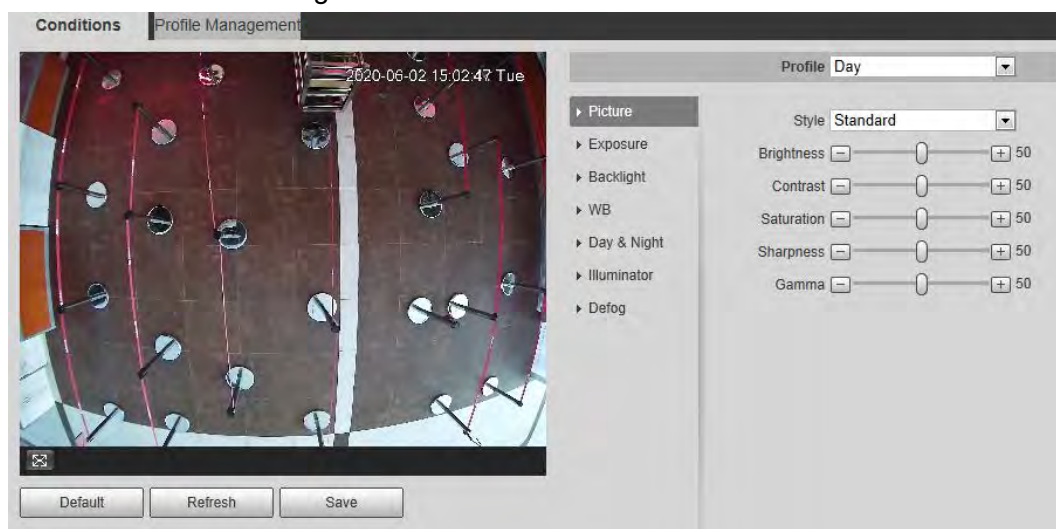 Conditions
Profile Management
2020-06-02 15:02:47 Tue
Profile Day
Picture
Exposure
Backlight
WB
Day & Night
Illuminator
Defog
Style Standard
Brightness 50
Contrast 50
Saturation 50
Sharpness 50
Gamma 50
Default
Refresh
Save